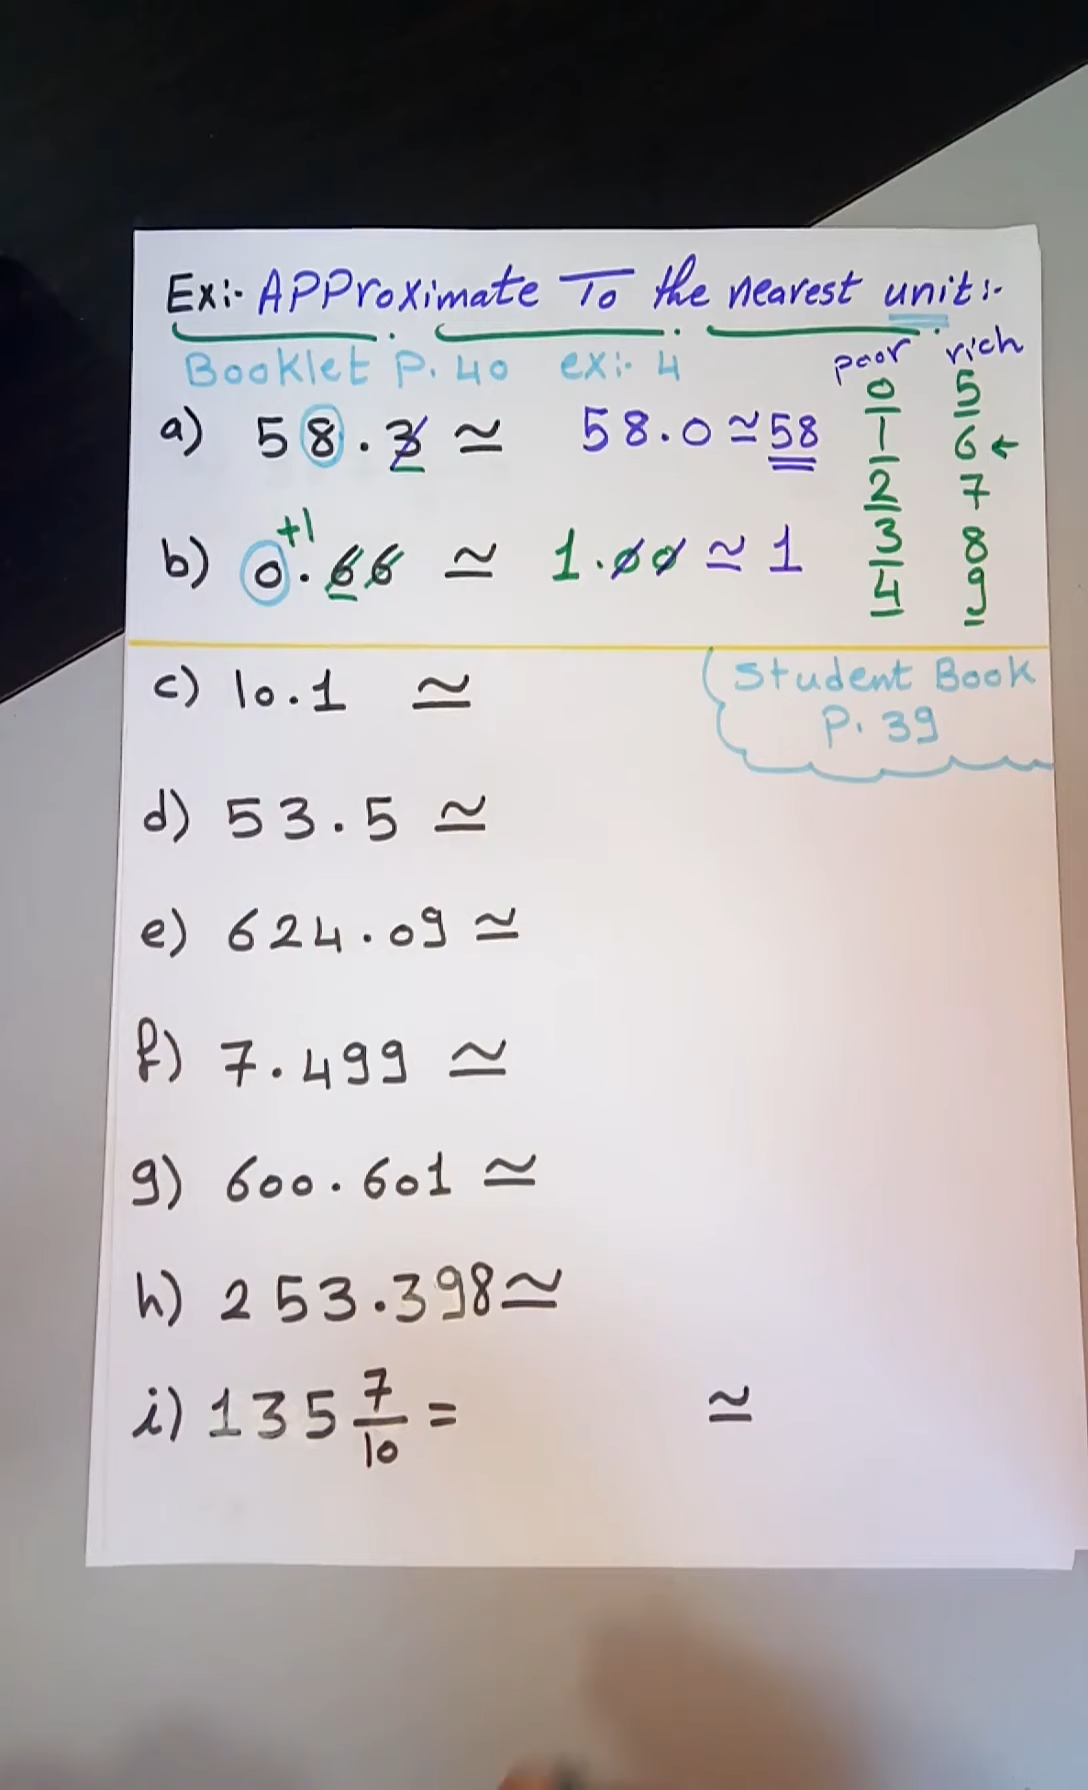 Ex:- APProximate To the nearest unit:-
Booklet P. 40 ex:- 4
poor rich
0 5
1 6 ←
2 7
3 8
4 9
a) 58.3 ≃ 58.0 ≃ 58
+1
b) 0.66 ≃ 1.00 ≃ 1
Student Book
P. 39
c) 10.1 ≃
d) 53.5 ≃
e) 624.09 ≃
f) 7.499 ≃
g) 600.601 ≃
h) 253.398 ≃
i) 135 7/10 = ≃